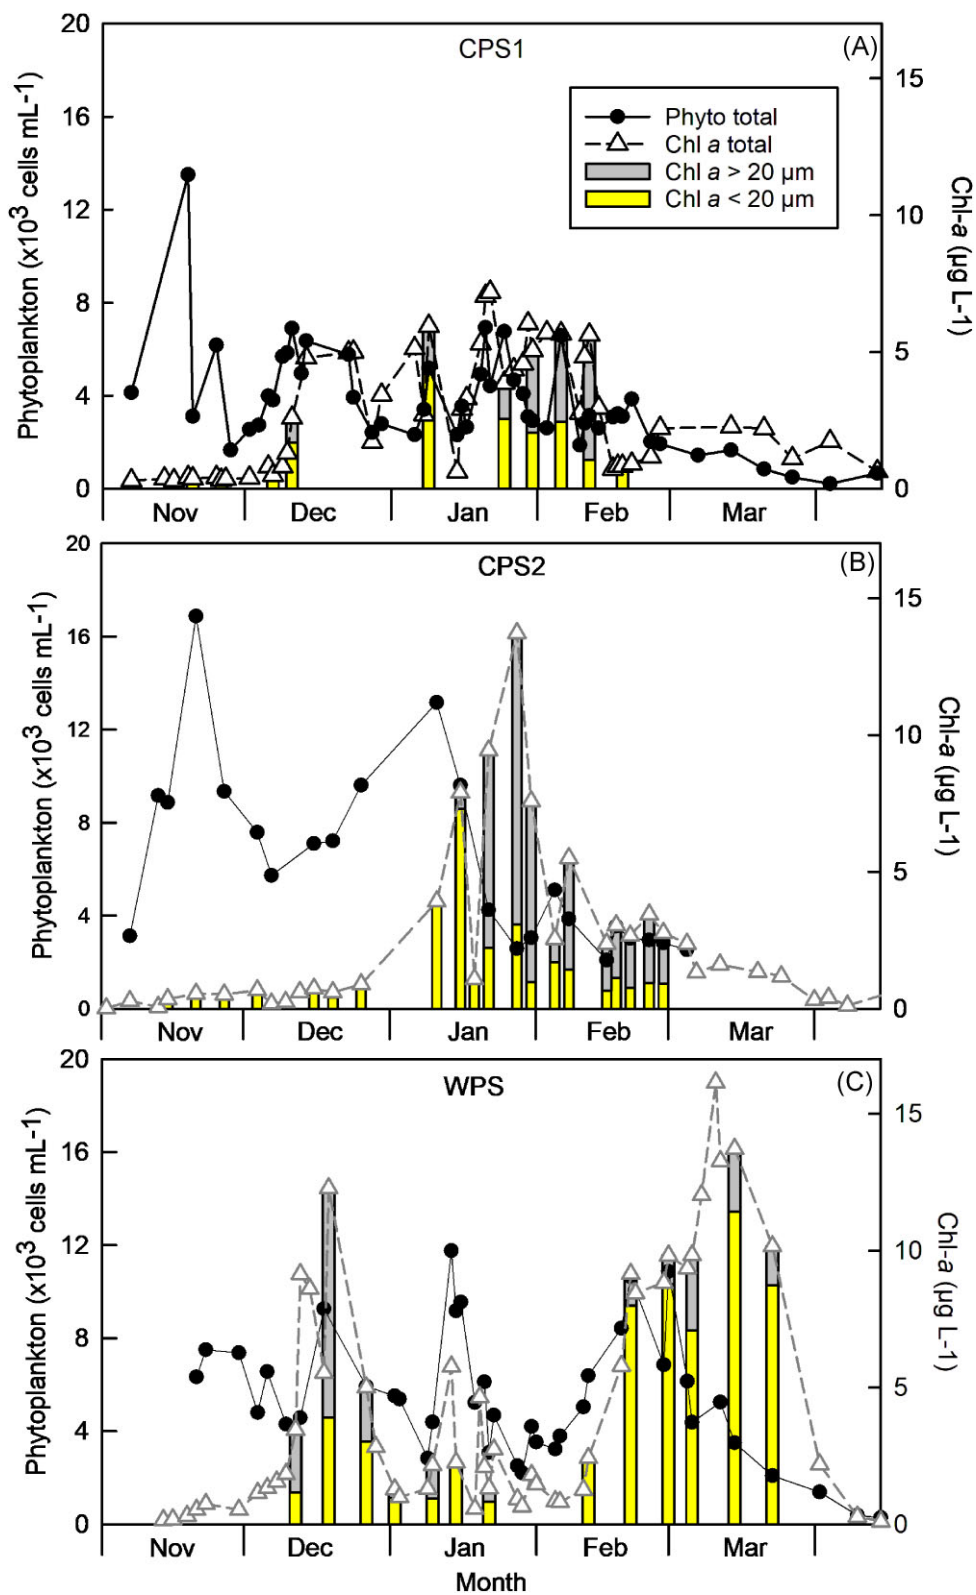 CPS1
(A)
Phyto total
Chl a total
Chl a > 20 µm
Chl a < 20 µm
Phytoplankton (x10³ cells mL-1)
20
16
12
8
4
0
15
10
5
0
Chl-a (µg L-1)
Nov Dec Jan Feb Mar
CPS2
(B)
Phytoplankton (x10³ cells mL-1)
20
16
12
8
4
0
15
10
5
0
Chl-a (µg L-1)
Nov Dec Jan Feb Mar
WPS
(C)
Phytoplankton (x10³ cells mL-1)
20
16
12
8
4
0
15
10
5
0
Chl-a (µg L-1)
Nov Dec Jan Feb Mar
Month